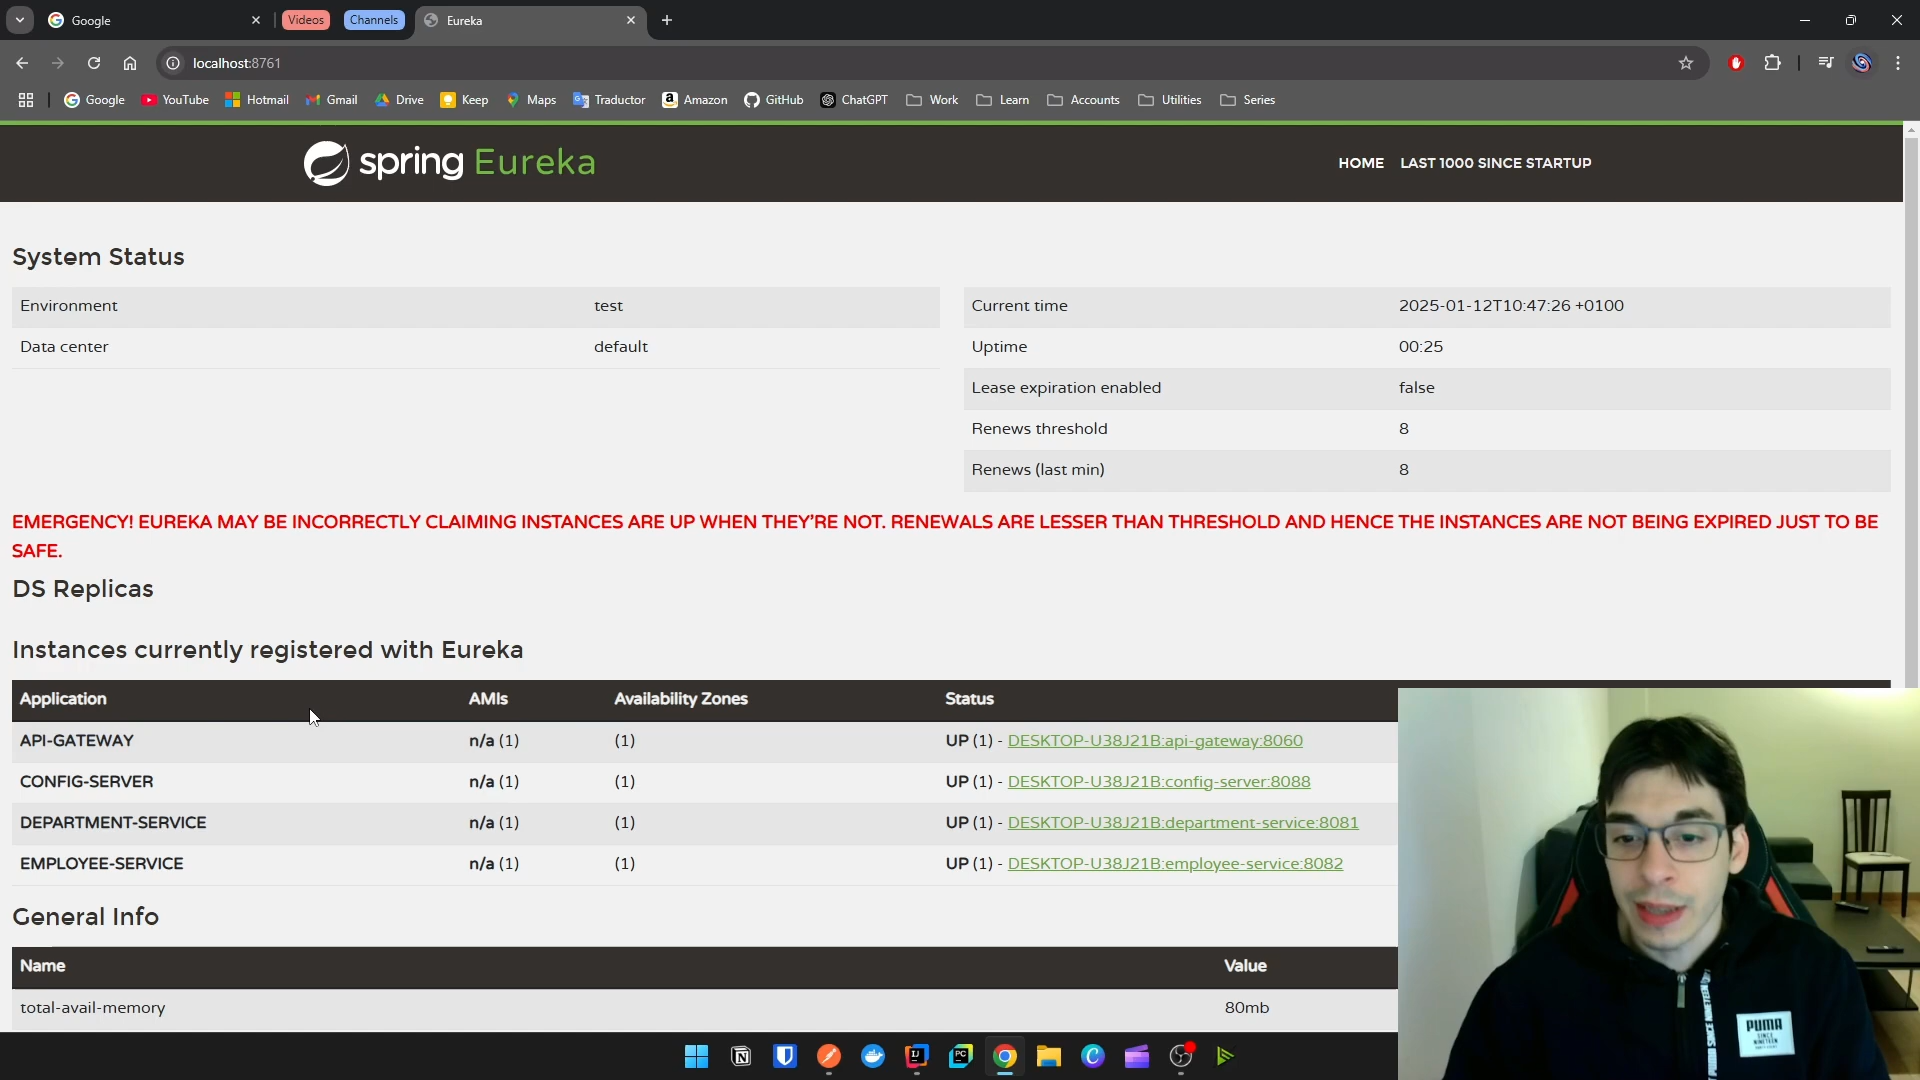 Google
Videos
Channels
Eureka
localhost:8761
Google
YouTube
Hotmail
Gmail
Drive
Keep
Maps
Traductor
Amazon
GitHub
ChatGPT
Work
Learn
Accounts
Utilities
Series
spring Eureka
HOME
LAST 1000 SINCE STARTUP
System Status
Environment test
Data center default
Current time 2025-01-12T10:47:26 +0100
Uptime 00:25
Lease expiration enabled false
Renews threshold 8
Renews (last min) 8
EMERGENCY! EUREKA MAY BE INCORRECTLY CLAIMING INSTANCES ARE UP WHEN THEY'RE NOT. RENEWALS ARE LESSER THAN THRESHOLD AND HENCE THE INSTANCES ARE NOT BEING EXPIRED JUST TO BE
SAFE.
DS Replicas
Instances currently registered with Eureka
Application AMIs Availability Zones Status
API-GATEWAY n/a (1) (1) UP (1) - DESKTOP-U38J21B:api-gateway:8060
CONFIG-SERVER n/a (1) (1) UP (1) - DESKTOP-U38J21B:config-server:8088
DEPARTMENT-SERVICE n/a (1) (1) UP (1) - DESKTOP-U38J21B:department-service:8081
EMPLOYEE-SERVICE n/a (1) (1) UP (1) - DESKTOP-U38J21B:employee-service:8082
General Info
Name Value
total-avail-memory 80mb
PUMA
SINCE